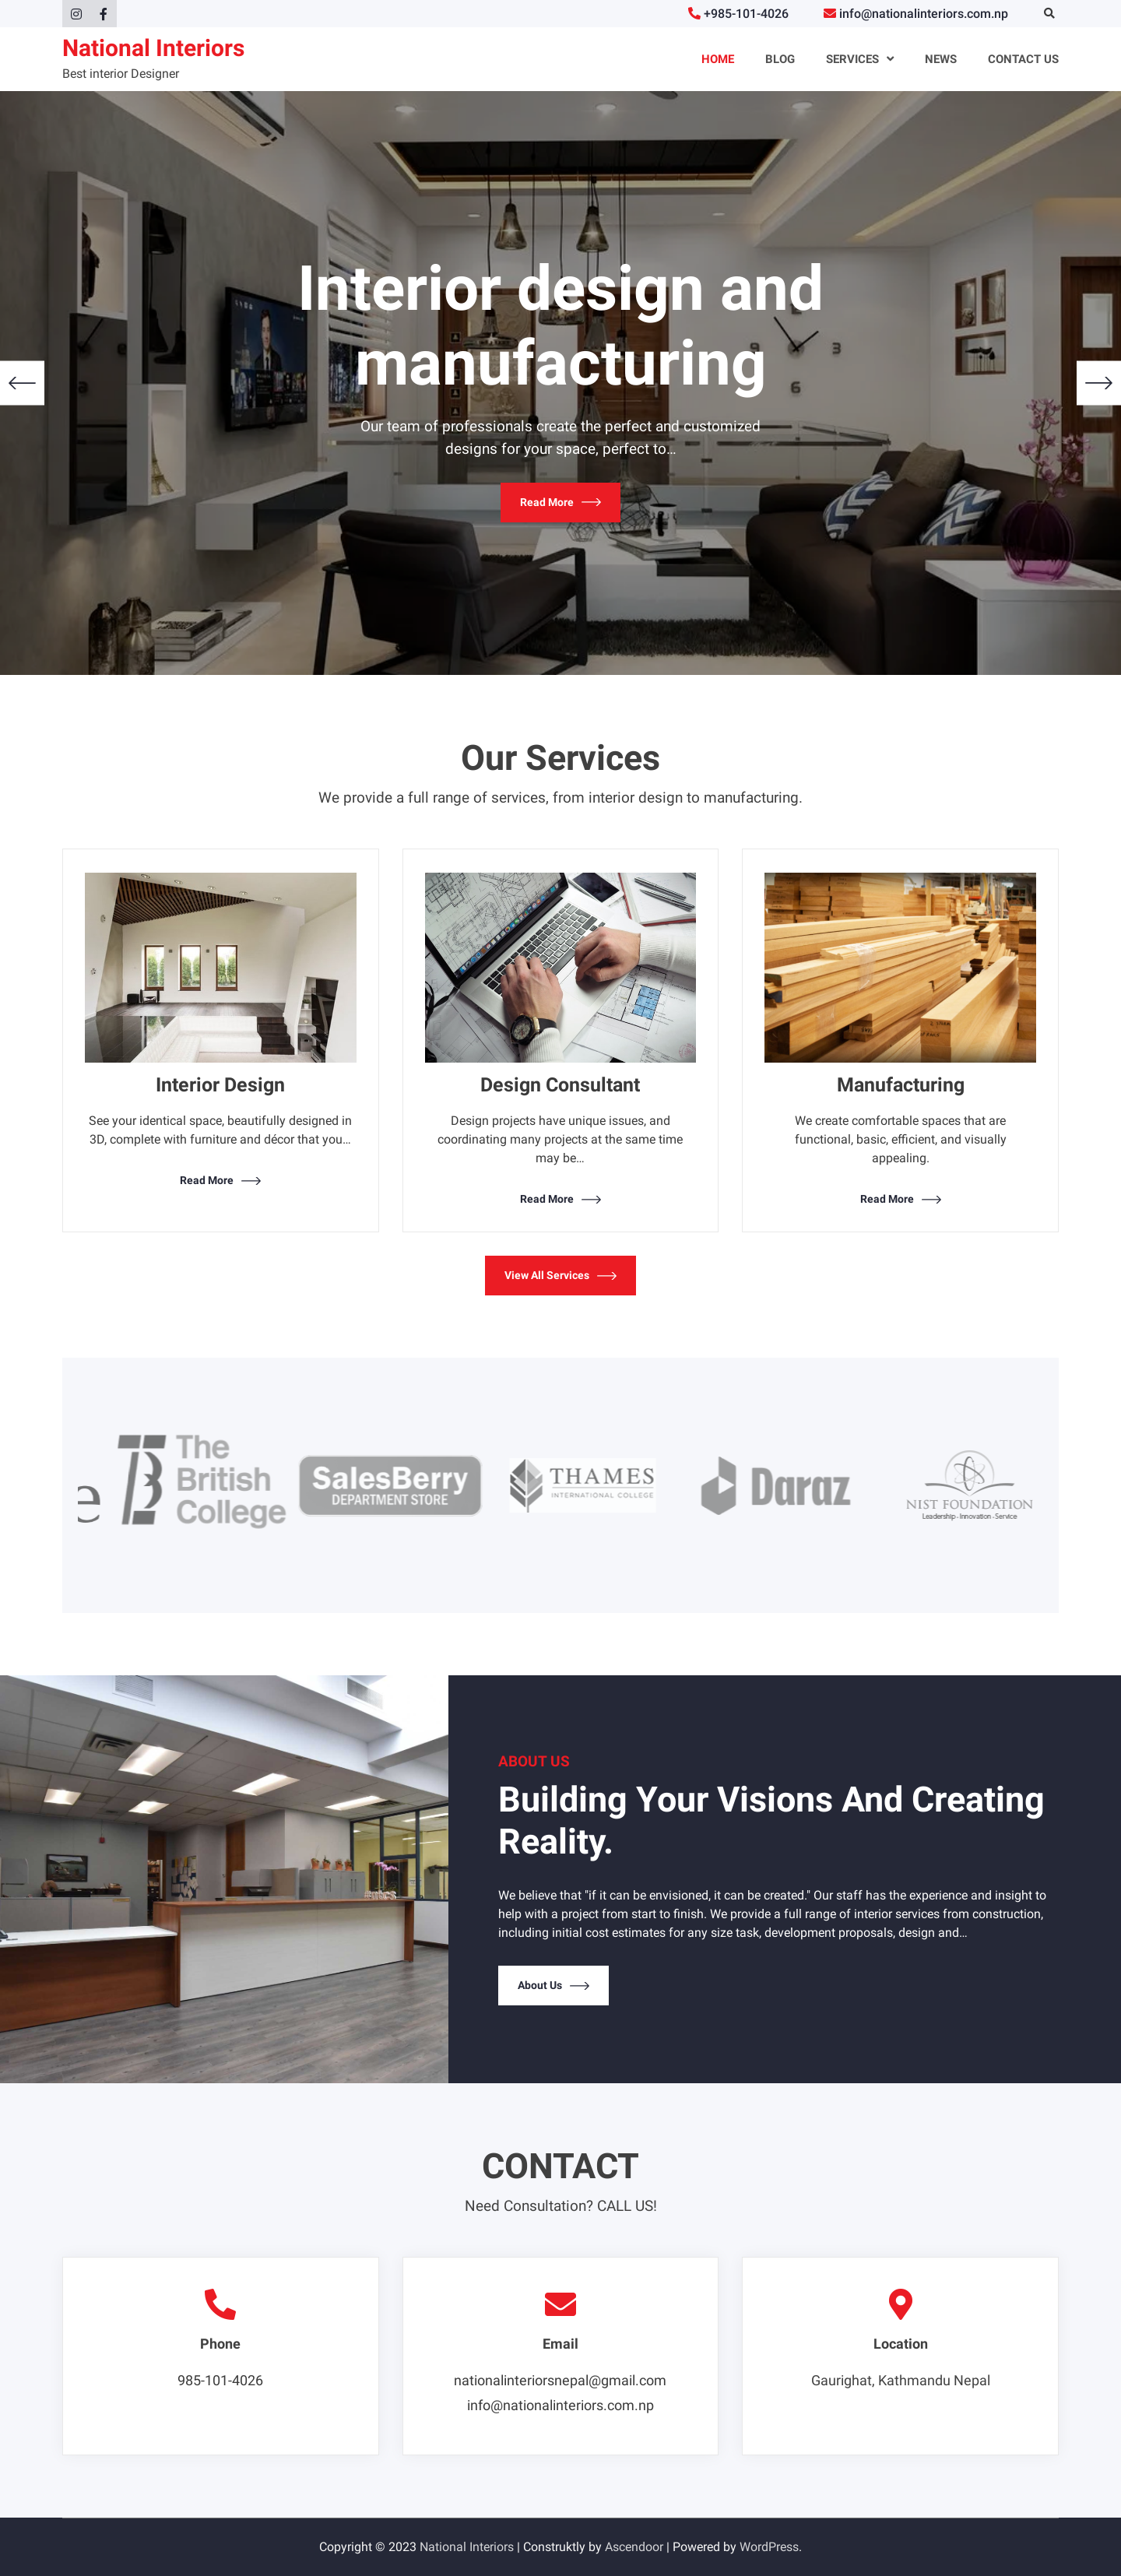 +985-101-4026
info@nationalinteriors.com.np
National Interiors
Best interior Designer
HOME
BLOG
SERVICES
NEWS
CONTACT US
Interior design and
manufacturing
Our team of professionals create the perfect and customized
designs for your space, perfect to...
Read More
Our Services
We provide a full range of services, from interior design to manufacturing.
Interior Design
See your identical space, beautifully designed in
3D, complete with furniture and décor that you...
Read More
Design Consultant
Design projects have unique issues, and
coordinating many projects at the same time
may be...
Read More
Manufacturing
We create comfortable spaces that are
functional, basic, efficient, and visually
appealing.
Read More
View All Services
e
The
British
College
SalesBerry
DEPARTMENT STORE
THAMES
INTERNATIONAL COLLEGE
Daraz
NIST FOUNDATION
Leadership - Innovation - Service
ABOUT US
Building Your Visions And Creating
Reality.
We believe that "if it can be envisioned, it can be created." Our staff has the experience and insight to
help with a project from start to finish. We provide a full range of interior services from construction,
including initial cost estimates for any size task, development proposals, design and...
About Us
CONTACT
Need Consultation? CALL US!
Phone
985-101-4026
Email
nationalinteriorsnepal@gmail.com
info@nationalinteriors.com.np
Location
Gaurighat, Kathmandu Nepal
Copyright © 2023 National Interiors | Construktly by Ascendoor | Powered by WordPress.